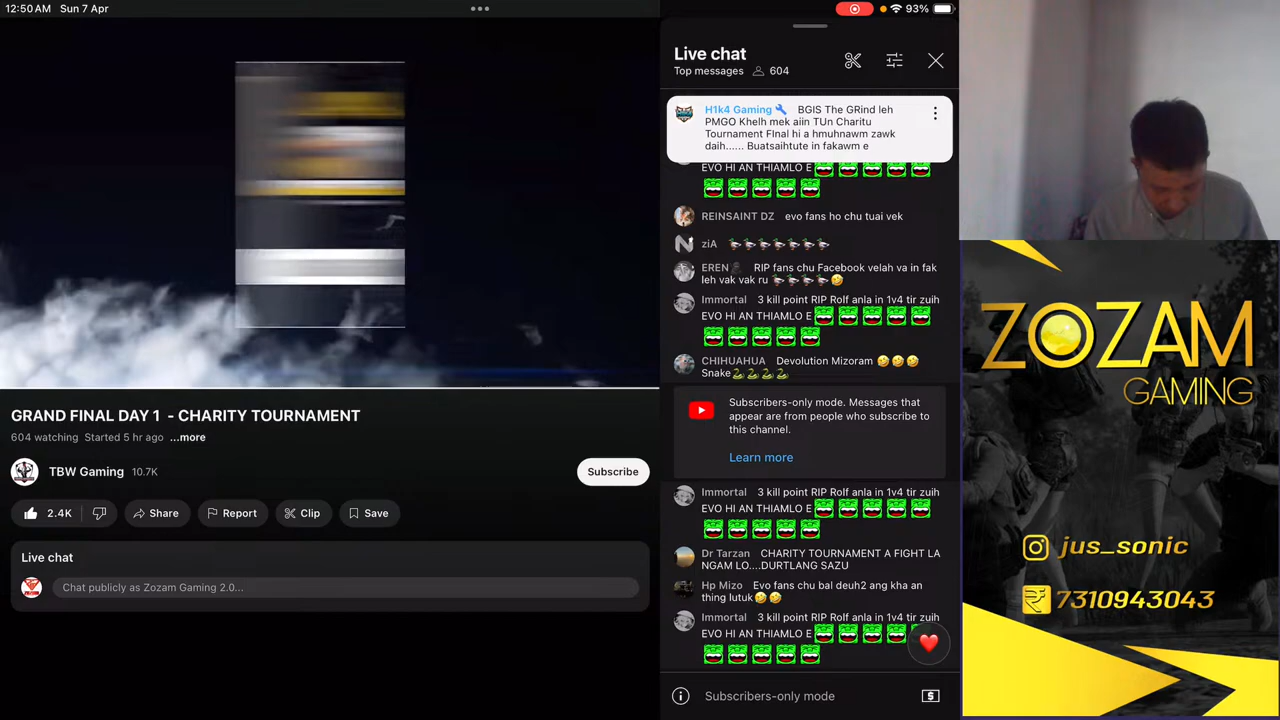 12:50 AM Sun 7 Apr
93%
GRAND FINAL DAY 1 - CHARITY TOURNAMENT
604 watching Started 5 hr ago ...more
TBW Gaming 10.7K
Subscribe
2.4K
Share
Report
Clip
Save
Live chat
Chat publicly as Zozam Gaming 2.0...
Live chat
Top messages 604
H1k4 Gaming BGIS The GRind leh
PMGO Khelh mek aiin TUn Charitu
Tournament FInal hi a hmuhnawm zawk
daih...... Buatsaihtute in fakawm e
EVO HI AN THIAMLO E
REINSAINT DZ evo fans ho chu tuai vek
ziA
EREN RIP fans chu Facebook velah va in fak
leh vak vak ru
Immortal 3 kill point RIP Rolf anla in 1v4 tir zuih
EVO HI AN THIAMLO E
CHIHUAHUA Devolution Mizoram
Snake
Subscribers-only mode. Messages that
appear are from people who subscribe to
this channel.
Learn more
Immortal 3 kill point RIP Rolf anla in 1v4 tir zuih
EVO HI AN THIAMLO E
Dr Tarzan CHARITY TOURNAMENT A FIGHT LA
NGAM LO....DURTLANG SAZU
Hp Mizo Evo fans chu bal deuh2 ang kha an
thing lutuk
Immortal 3 kill point RIP Rolf anla in 1v4 tir zuih
EVO HI AN THIAMLO E
Subscribers-only mode
ZOZAM
GAMING
jus_sonic
7310943043